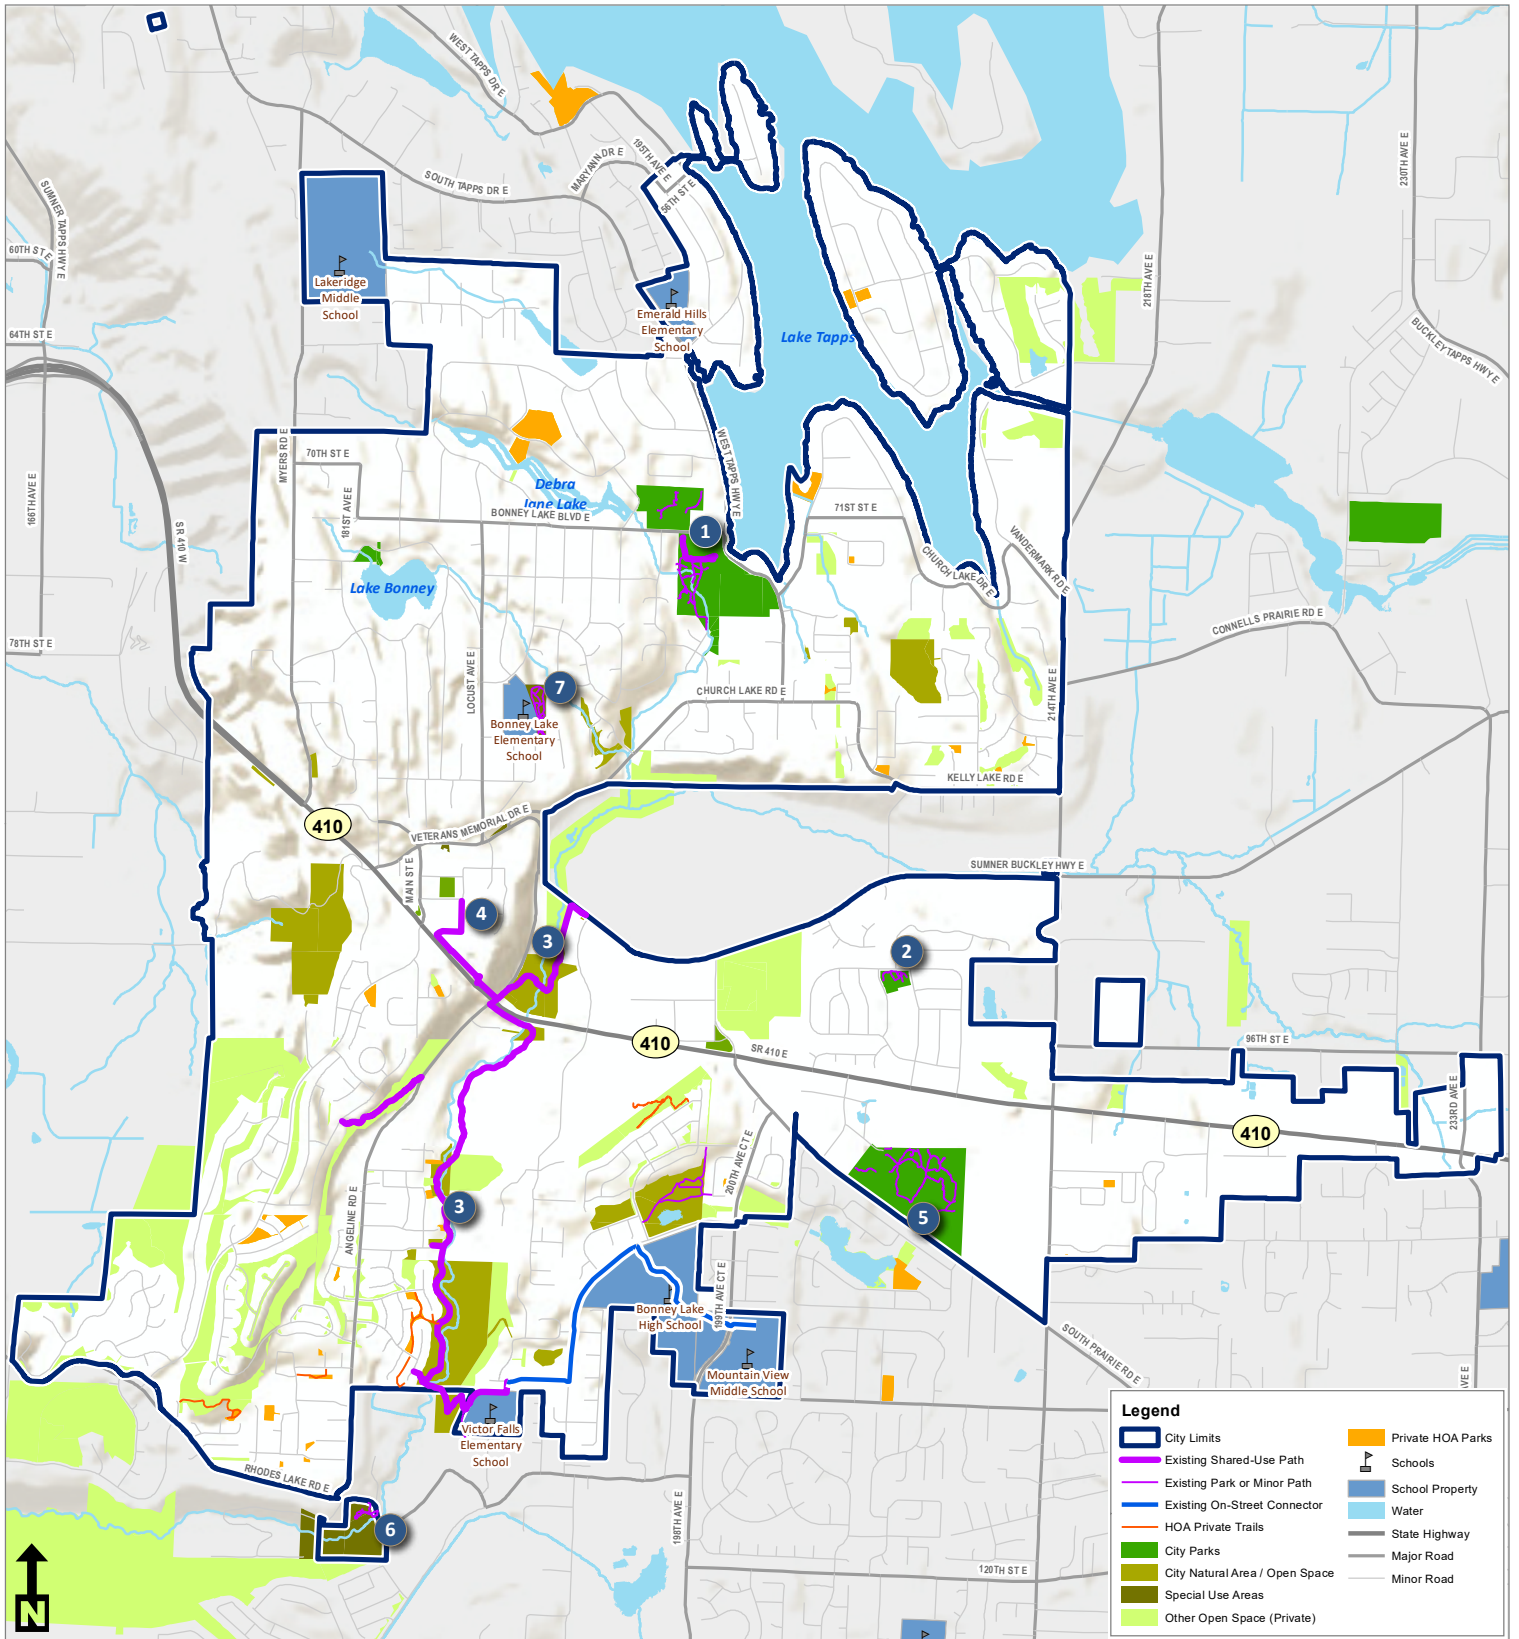 WEST TAPPS DR E
195TH AVE E
MARYANN DR E
56TH ST E
SOUTH TAPPS DR E
SUMNER TAPPS HWY E
60TH ST E
64TH ST E
230TH AVE E
218TH AVE E
BUCKLEY TAPPS HWY E
Lakeridge
Middle
School
Emerald Hills
Elementary
School
Lake Tapps
MYERS RD E
70TH ST E
181ST AVE E
166TH AVE E
SR 410 W
WEST TAPPS HWY E
Debra
Jane Lake
BONNEY LAKE BLVD E
71ST ST E
1
CHURCH LAKE DR E
VANDERMARK RD E
Lake Bonney
CONNELLS PRAIRIE RD E
78TH ST E
LOCUST AVE E
CHURCH LAKE RD E
214TH AVE E
7
Bonney Lake
Elementary
School
KELLY LAKE RD E
410
VETERANS MEMORIAL DR E
MAIN ST E
SUMNER BUCKLEY HWY E
4
3
2
410
SR 410 E
96TH ST E
410
233RD AVE E
200TH AVE CT E
ANGELINE RD E
3
5
199TH AVE CT E
Bonney Lake
High School
Mountain View
Middle School
SOUTH PRAIRIE RD E
VE E
Victor Falls
Elementary
School
RHODES LAKE RD E
6
198TH AVE E
120TH ST E
N
Legend
City Limits
Existing Shared-Use Path
Existing Park or Minor Path
Existing On-Street Connector
HOA Private Trails
City Parks
City Natural Area / Open Space
Special Use Areas
Other Open Space (Private)
Private HOA Parks
Schools
School Property
Water
State Highway
Major Road
Minor Road